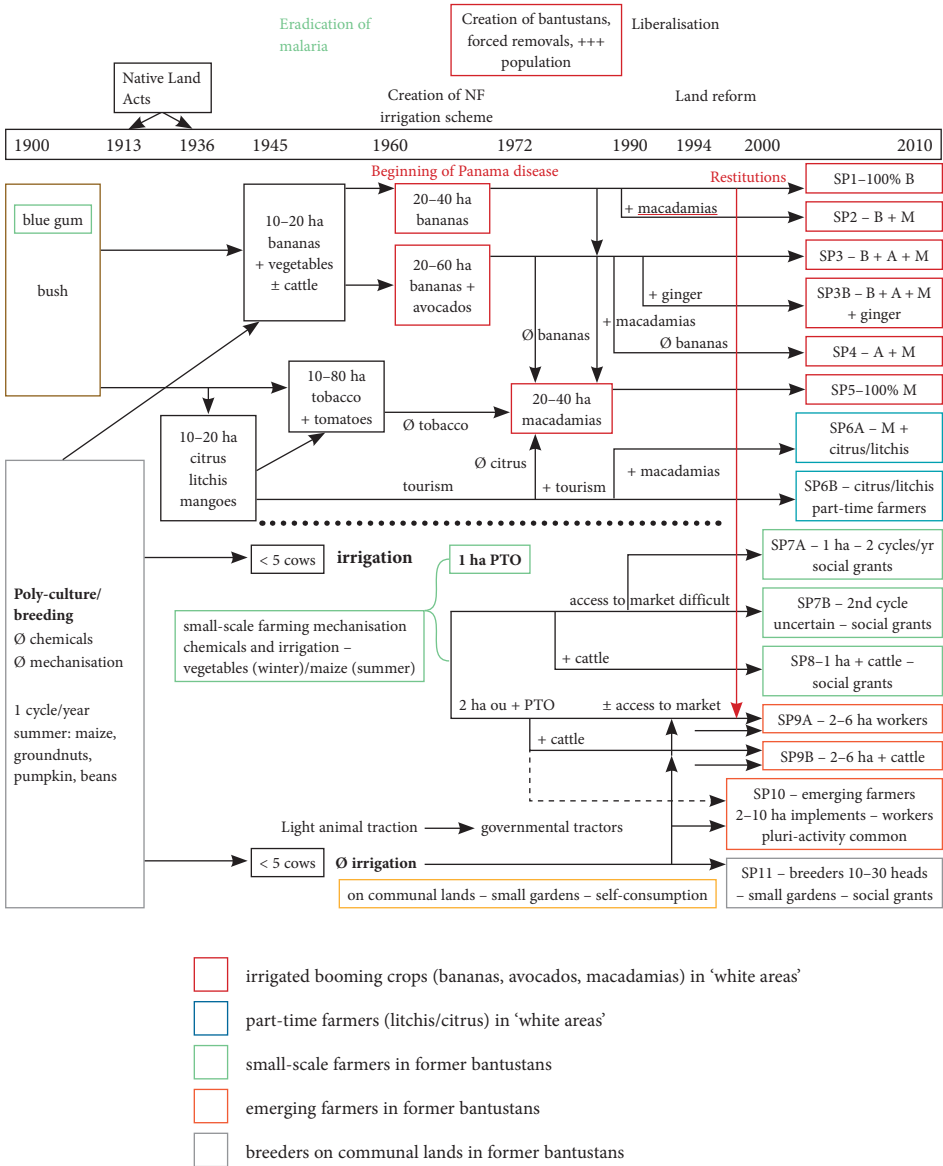 Eradication of
malaria
Creation of bantustans,
forced removals, +++
population
Liberalisation
Native Land
Acts
Creation of NF
irrigation scheme
Land reform
1900 1913 1936 1945 1960 1972 1990 1994 2000 2010
Beginning of Panama disease
Restitutions
blue gum
bush
10–20 ha
bananas
+ vegetables
± cattle
20–40 ha
bananas
20–60 ha
bananas +
avocados
+ macadamias
+ ginger
Ø bananas
+ macadamias
Ø bananas
SP1–100% B
SP2 – B + M
SP3 – B + A + M
SP3B – B + A + M
+ ginger
SP4 – A + M
SP5–100% M
10–80 ha
tobacco
+ tomatoes
Ø tobacco
20–40 ha
macadamias
10–20 ha
citrus
litchis
mangoes
Ø citrus
tourism
+ tourism
+ macadamias
SP6A – M +
citrus/litchis
SP6B – citrus/litchis
part-time farmers
Poly-culture/
breeding
Ø chemicals
Ø mechanisation
1 cycle/year
summer: maize,
groundnuts,
pumpkin, beans
< 5 cows
irrigation
1 ha PTO
small-scale farming mechanisation
chemicals and irrigation –
vegetables (winter)/maize (summer)
access to market difficult
+ cattle
2 ha ou + PTO
± access to market
+ cattle
SP7A – 1 ha – 2 cycles/yr
social grants
SP7B – 2nd cycle
uncertain – social grants
SP8–1 ha + cattle –
social grants
SP9A – 2–6 ha workers
SP9B – 2–6 ha + cattle
SP10 – emerging farmers
2–10 ha implements – workers
pluri-activity common
Light animal traction
governmental tractors
< 5 cows
Ø irrigation
on communal lands – small gardens – self-consumption
SP11 – breeders 10–30 heads
– small gardens – social grants
irrigated booming crops (bananas, avocados, macadamias) in ‘white areas’
part-time farmers (litchis/citrus) in ‘white areas’
small-scale farmers in former bantustans
emerging farmers in former bantustans
breeders on communal lands in former bantustans